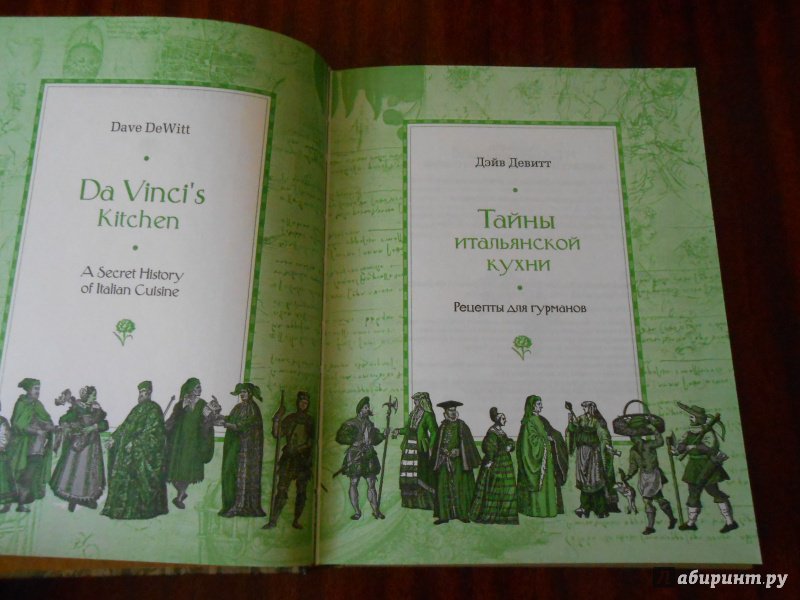 Dave DeWitt
Da Vinci's
Kitchen
A Secret History
of Italian Cuisine
Дэйв Девитт
Тайны
итальянской
кухни
Рецепты для гурманов
Лабиринт.ру